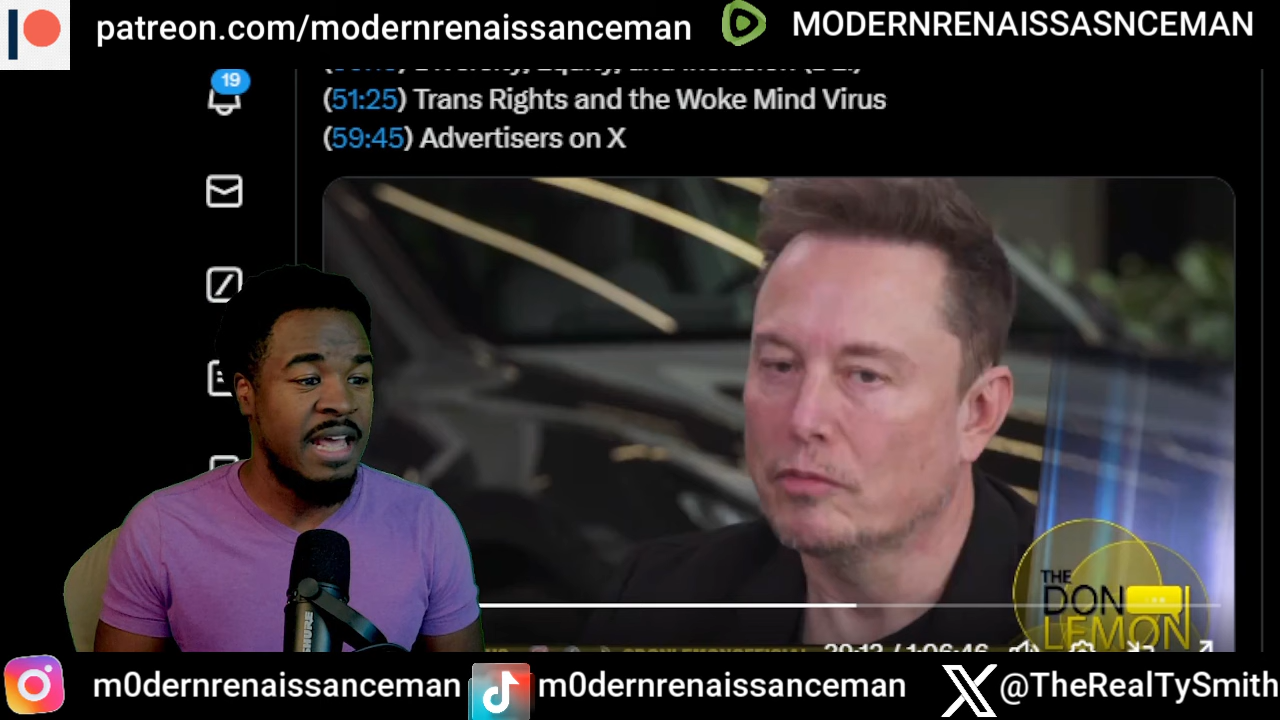 patreon.com/modernrenaissanceman
MODERNRENAISSASNCEMAN
19
(51:25) Trans Rights and the Woke Mind Virus
(59:45) Advertisers on X
THE
DON
LEMON
SHURE
m0dernrenaissanceman
m0dernrenaissanceman
@TheRealTySmith